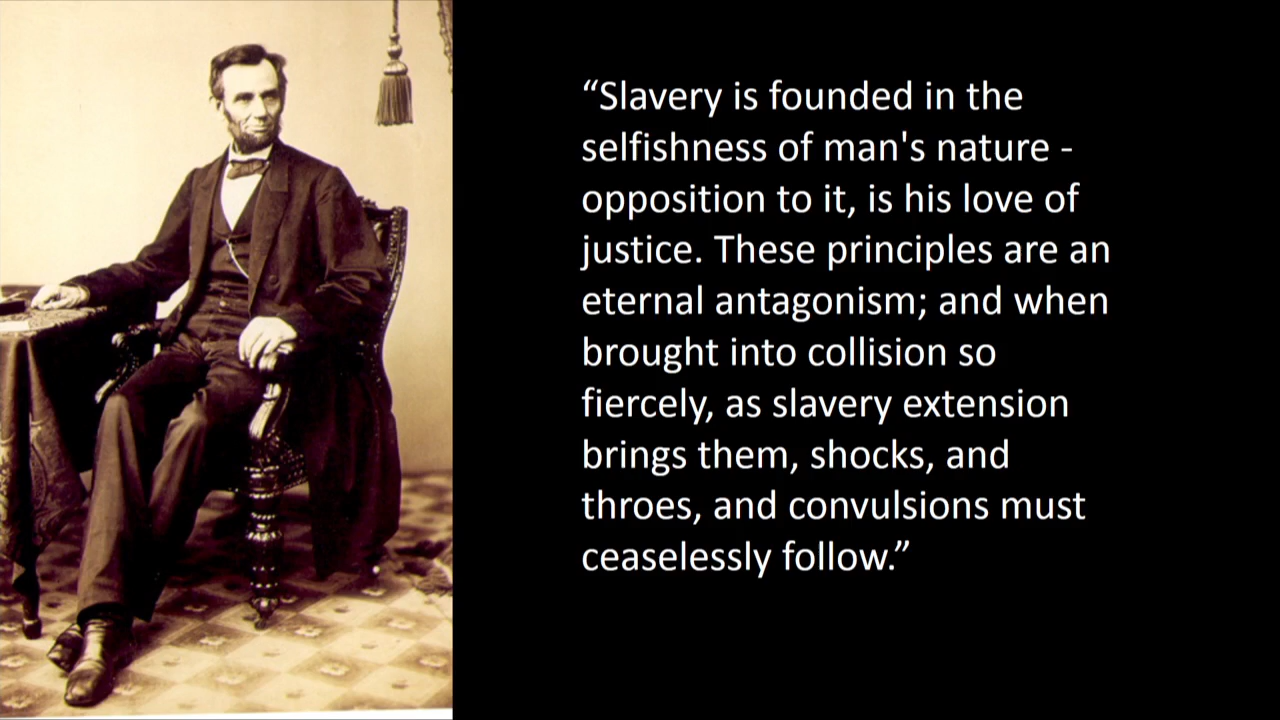 “Slavery is founded in the
selfishness of man's nature -
opposition to it, is his love of
justice. These principles are an
eternal antagonism; and when
brought into collision so
fiercely, as slavery extension
brings them, shocks, and
throes, and convulsions must
ceaselessly follow.”